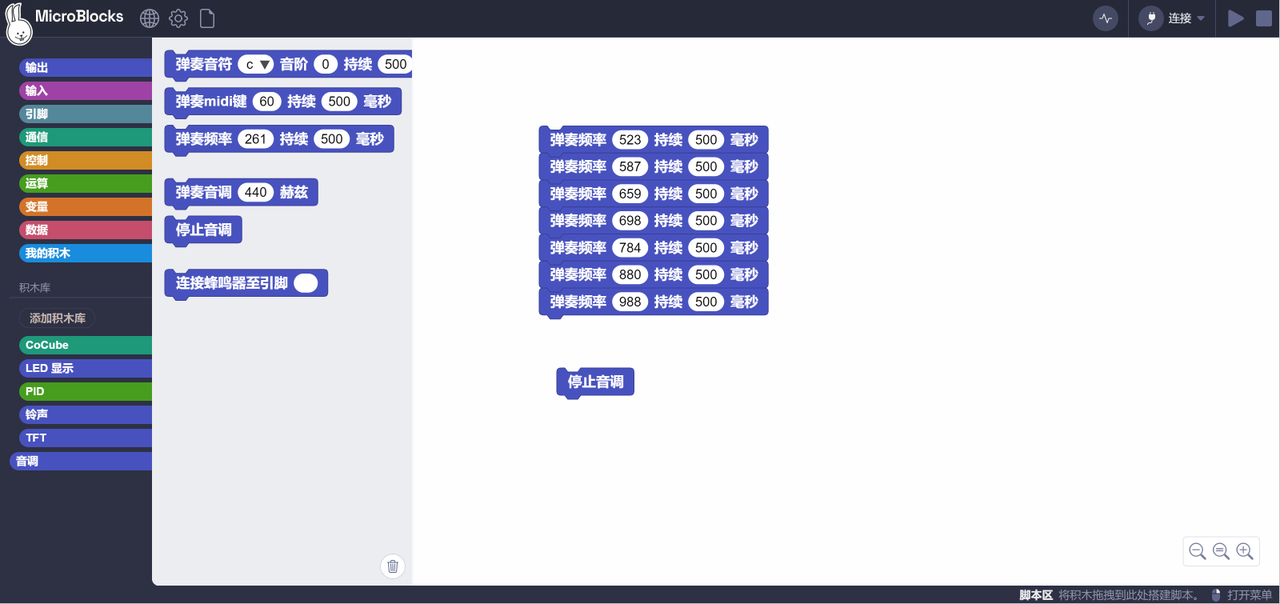 MicroBlocks
连接
输出
输入
引脚
通信
控制
运算
变量
数据
我的积木
积木库
添加积木库
CoCube
LED 显示
PID
铃声
TFT
音调
弹奏音符 c ▼ 音阶 0 持续 500
弹奏midi键 60 持续 500 毫秒
弹奏频率 261 持续 500 毫秒
弹奏音调 440 赫兹
停止音调
连接蜂鸣器至引脚
弹奏频率 523 持续 500 毫秒
弹奏频率 587 持续 500 毫秒
弹奏频率 659 持续 500 毫秒
弹奏频率 698 持续 500 毫秒
弹奏频率 784 持续 500 毫秒
弹奏频率 880 持续 500 毫秒
弹奏频率 988 持续 500 毫秒
停止音调
脚本区 将积木拖拽到此处搭建脚本。 打开菜单